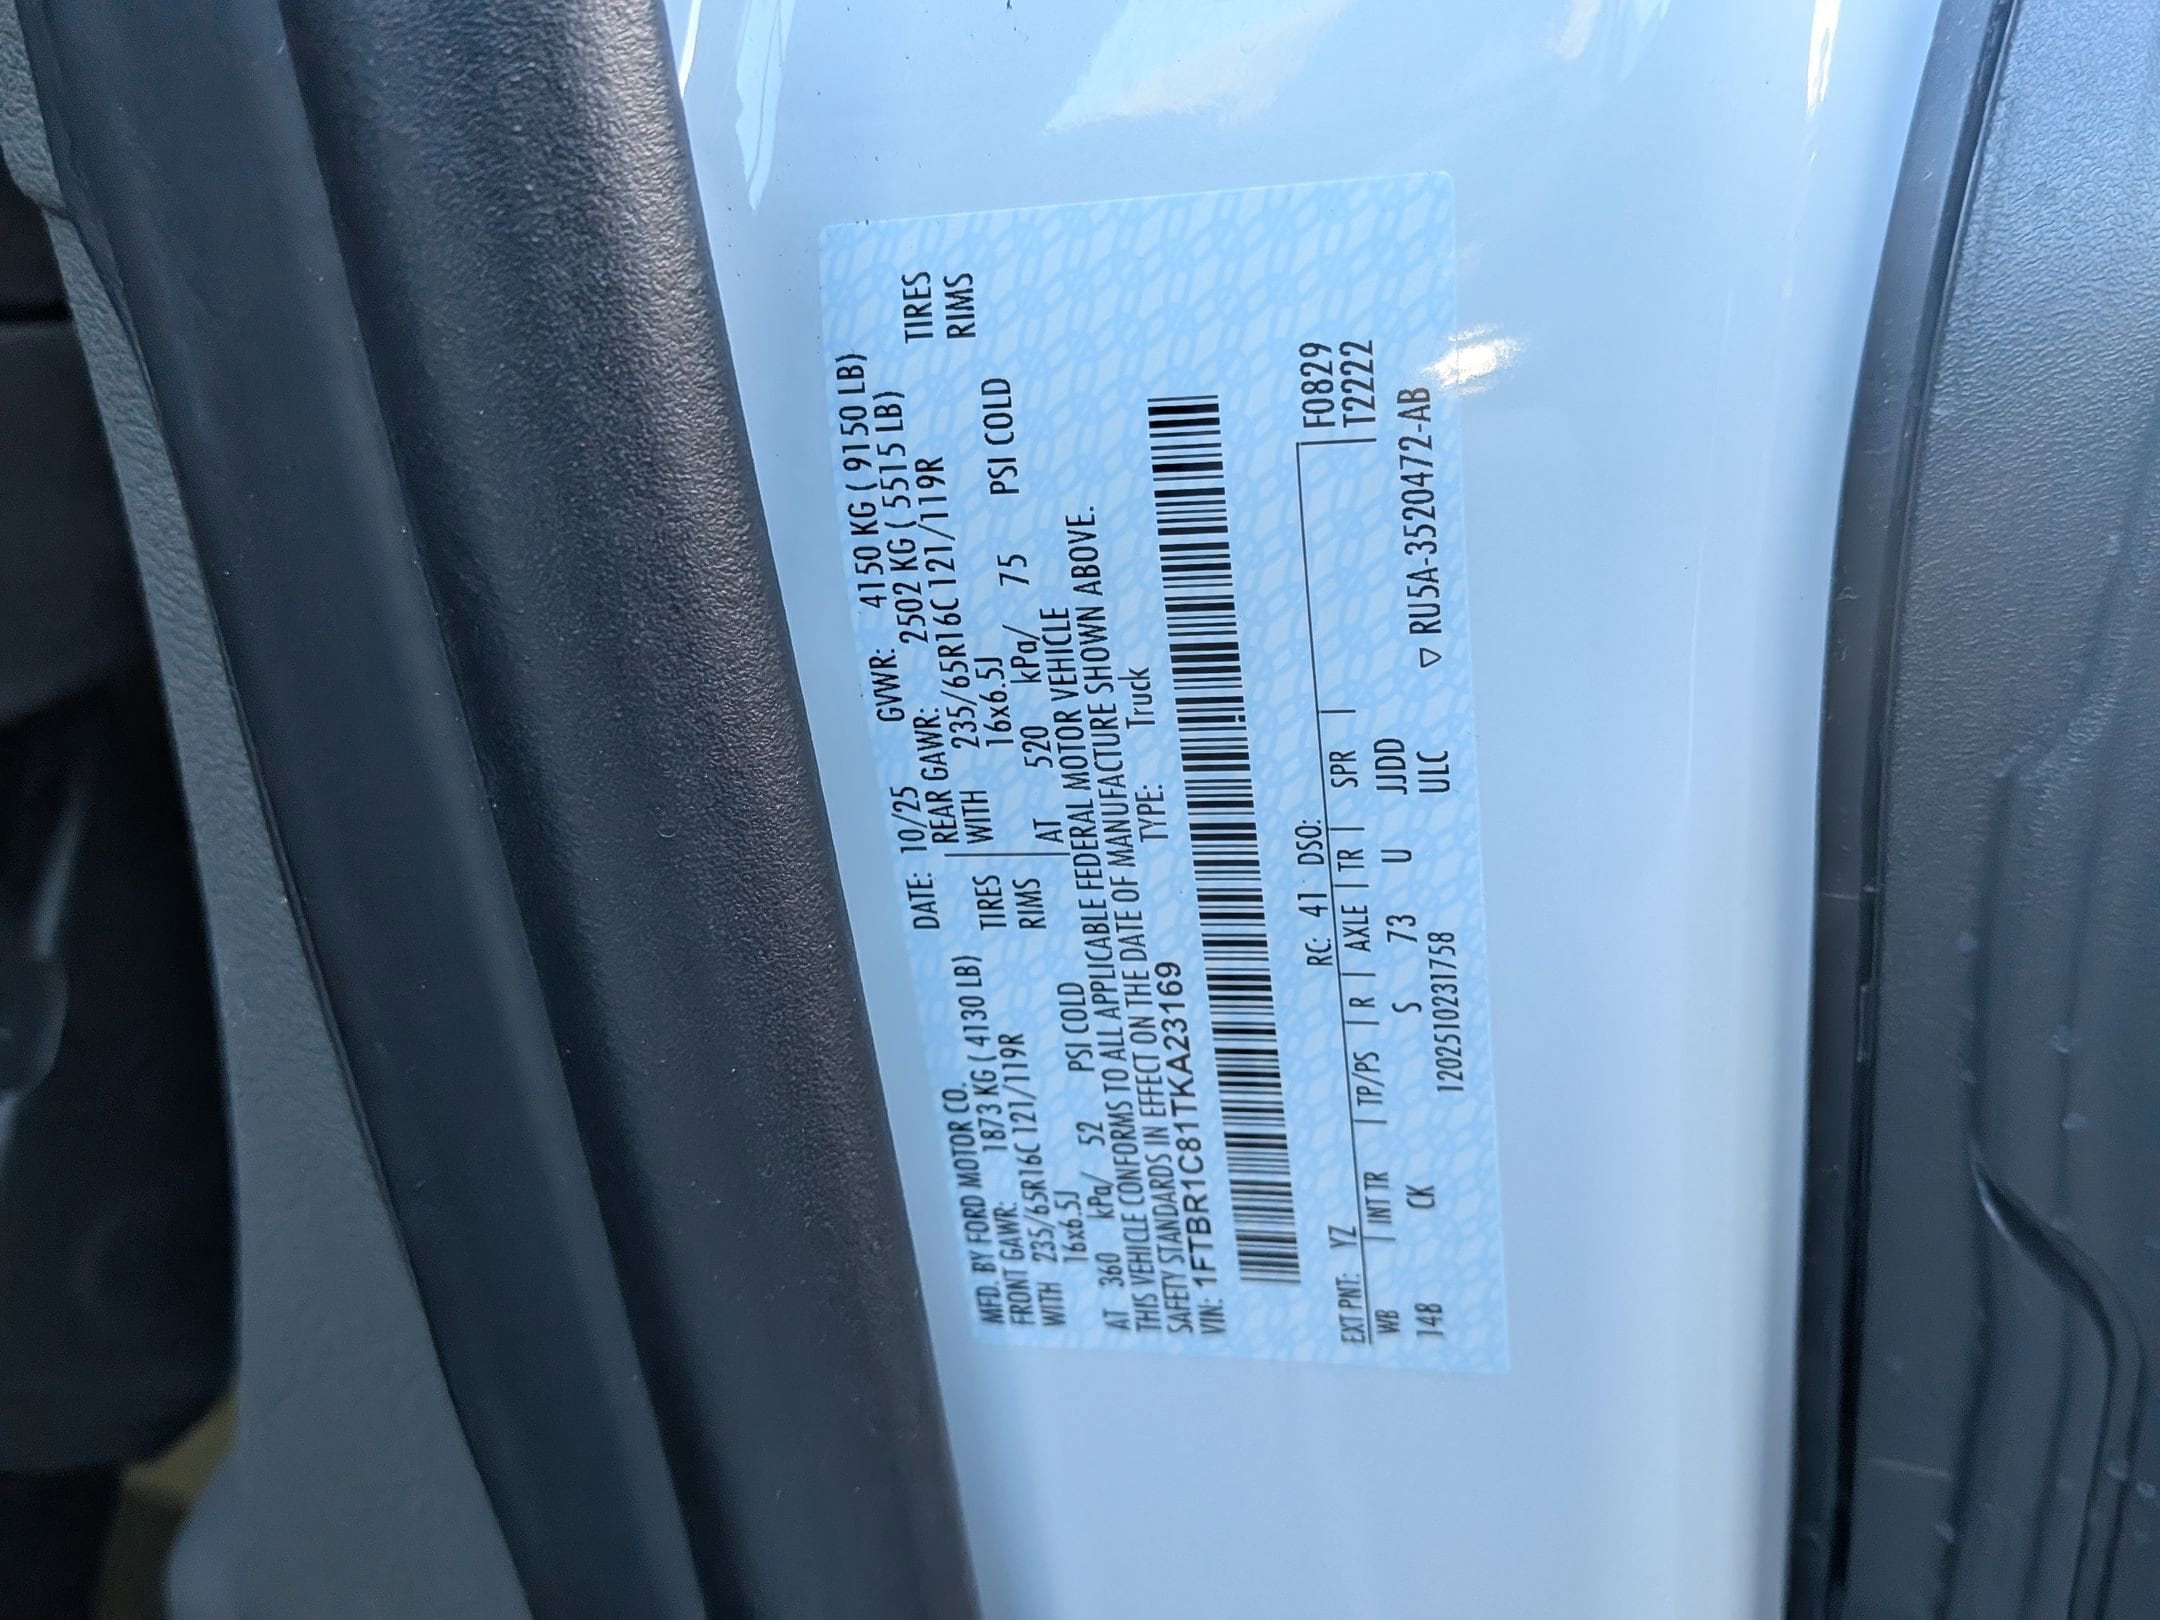 MFD. BY FORD MOTOR CO. DATE: 10/25 GVWR: 4150 KG ( 9150 LB)
FRONT GAWR: 1873 KG ( 4130 LB) REAR GAWR: 2502 KG ( 5515 LB)
WITH 235/65R16C 121/119R TIRES WITH 235/65R16C 121/119R TIRES
16x6.5J RIMS 16x6.5J RIMS
AT 360 kPa/ 52 PSI COLD AT 520 kPa/ 75 PSI COLD
THIS VEHICLE CONFORMS TO ALL APPLICABLE FEDERAL MOTOR VEHICLE
SAFETY STANDARDS IN EFFECT ON THE DATE OF MANUFACTURE SHOWN ABOVE.
VIN: 1FTBR1C81TKA23169 TYPE: Truck
EXT PNT: YZ RC: 41 DSO: F0829
WB INT TR TP/PS R AXLE TR SPR T2222
148 CK S 73 U JJDD
1202510231758 ULC ▽ RU5A-3520472-AB